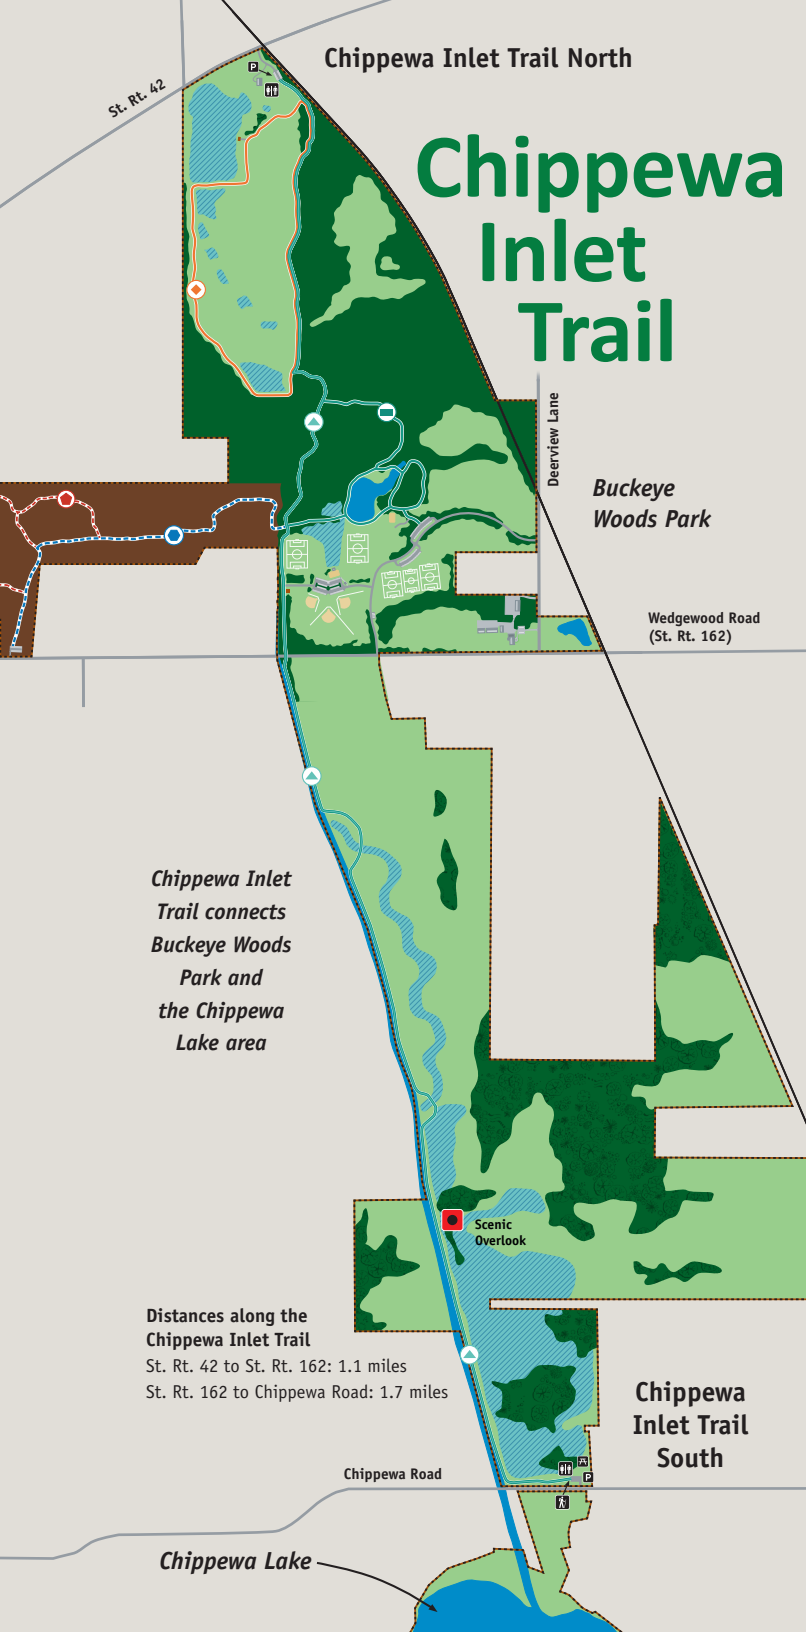 Chippewa Inlet Trail North
P
St. Rt. 42
Chippewa
Inlet
Trail
Deerview Lane
Buckeye
Woods Park
Wedgewood Road
(St. Rt. 162)
Chippewa Inlet
Trail connects
Buckeye Woods
Park and
the Chippewa
Lake area
Scenic
Overlook
Distances along the
Chippewa Inlet Trail
St. Rt. 42 to St. Rt. 162: 1.1 miles
St. Rt. 162 to Chippewa Road: 1.7 miles
Chippewa
Inlet Trail
South
Chippewa Road
P
Chippewa Lake